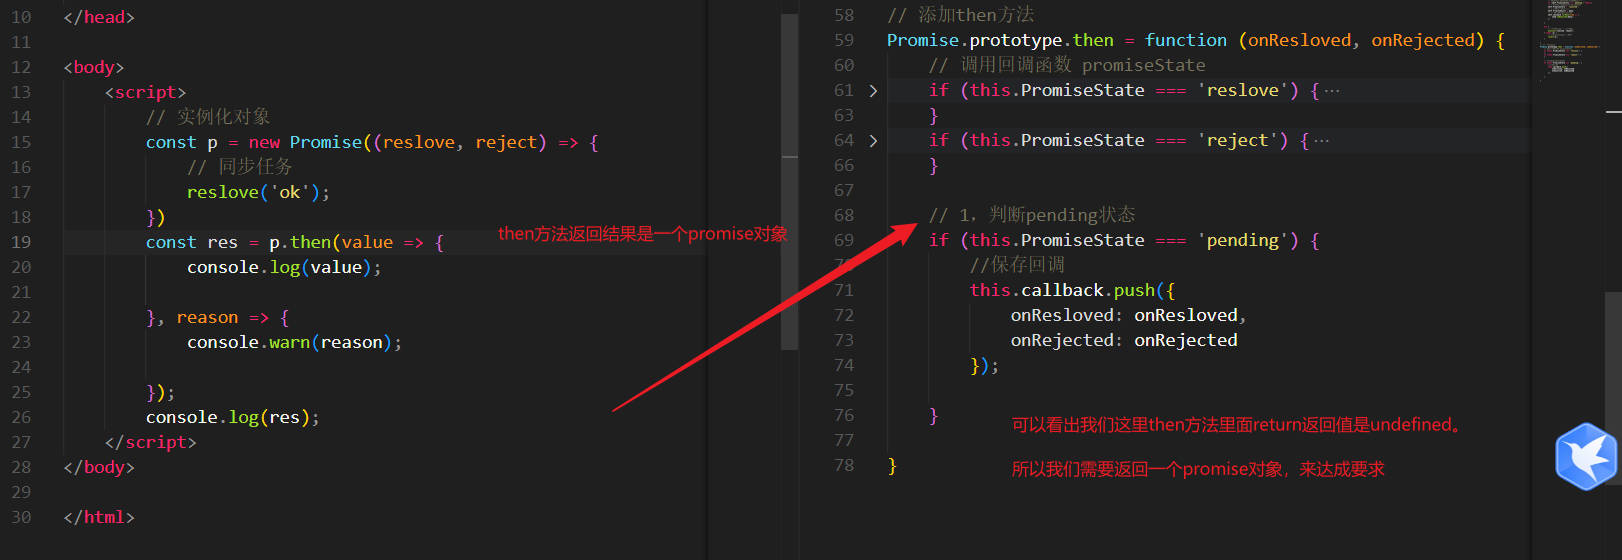 10 </head>
11
12 <body>
13 <script>
14 // 实例化对象
15 const p = new Promise((reslove, reject) => {
16 // 同步任务
17 reslove('ok');
18 })
19 const res = p.then(value => {
20 console.log(value);
21
22 }, reason => {
23 console.warn(reason);
24
25 });
26 console.log(res);
27 </script>
28 </body>
29
30 </html>
then方法返回结果是一个promise对象
58 // 添加then方法
59 Promise.prototype.then = function (onResloved, onRejected) {
60 // 调用回调函数 promiseState
61 if (this.PromiseState === 'reslove') {···
63 }
64 if (this.PromiseState === 'reject') {···
66 }
67
68 // 1，判断pending状态
69 if (this.PromiseState === 'pending') {
70 //保存回调
71 this.callback.push({
72 onResloved: onResloved,
73 onRejected: onRejected
74 });
75
76 }
77
78 }
可以看出我们这里then方法里面return返回值是undefined。
所以我们需要返回一个promise对象，来达成要求